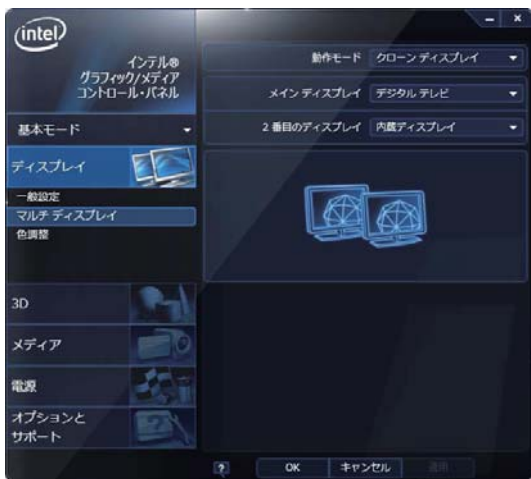 intel
インテル®
グラフィック/メディア
コントロール・パネル
基本モード
ディスプレイ
一般設定
マルチ ディスプレイ
色調整
3D
メディア
電源
オプションと
サポート
動作モード クローン ディスプレイ
メイン ディスプレイ デジタル テレビ
2 番目のディスプレイ 内蔵ディスプレイ
?
OK キャンセル 適用